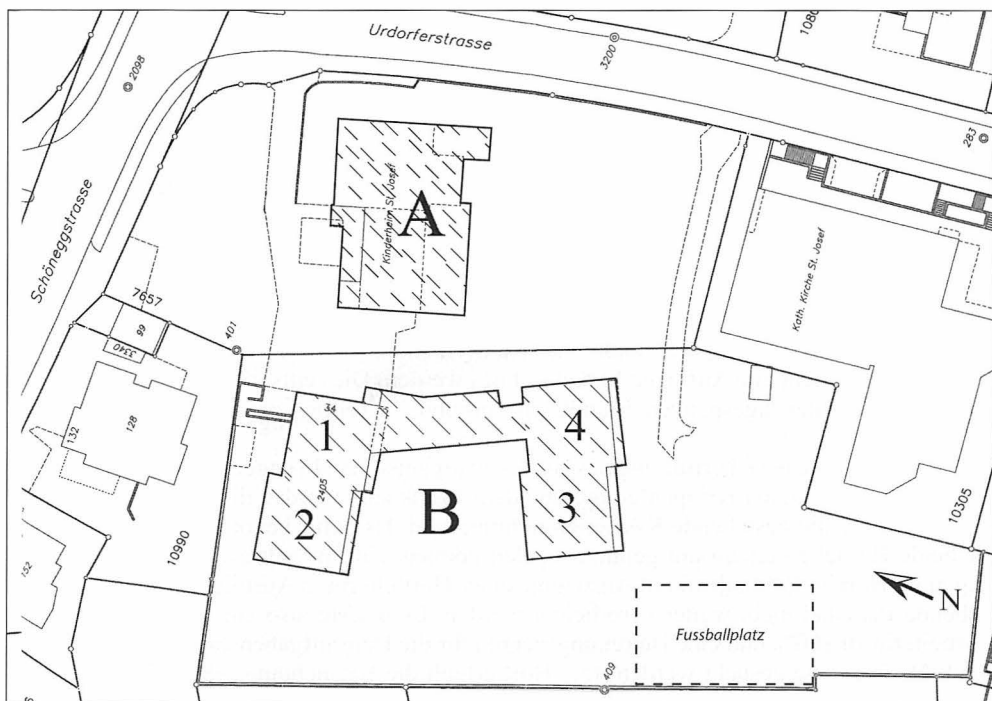 Urdorferstrasse
2098
3200
1080
283
Schöneggstrasse
Kinderheim St. Josef
A
Kath. Kirche St. Josef
7657
99
3340
401
128
132
34
5
1
4
2405
2
B
3
10305
10990
152
N
Fussballplatz
409